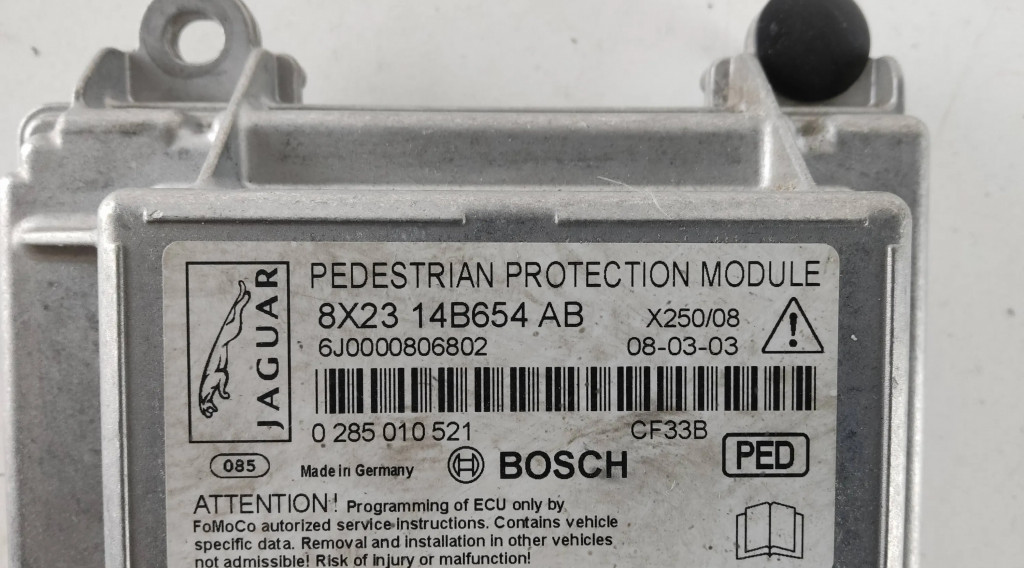 JAGUAR
PEDESTRIAN PROTECTION MODULE
8X23 14B654 AB X250/08
6J0000806802 08-03-03
0 285 010 521 CF33B
085 Made in Germany BOSCH PED
ATTENTION! Programming of ECU only by
FoMoCo autorized service instructions. Contains vehicle
specific data. Removal and installation in other vehicles
not admissible! Risk of injury or malfunction!